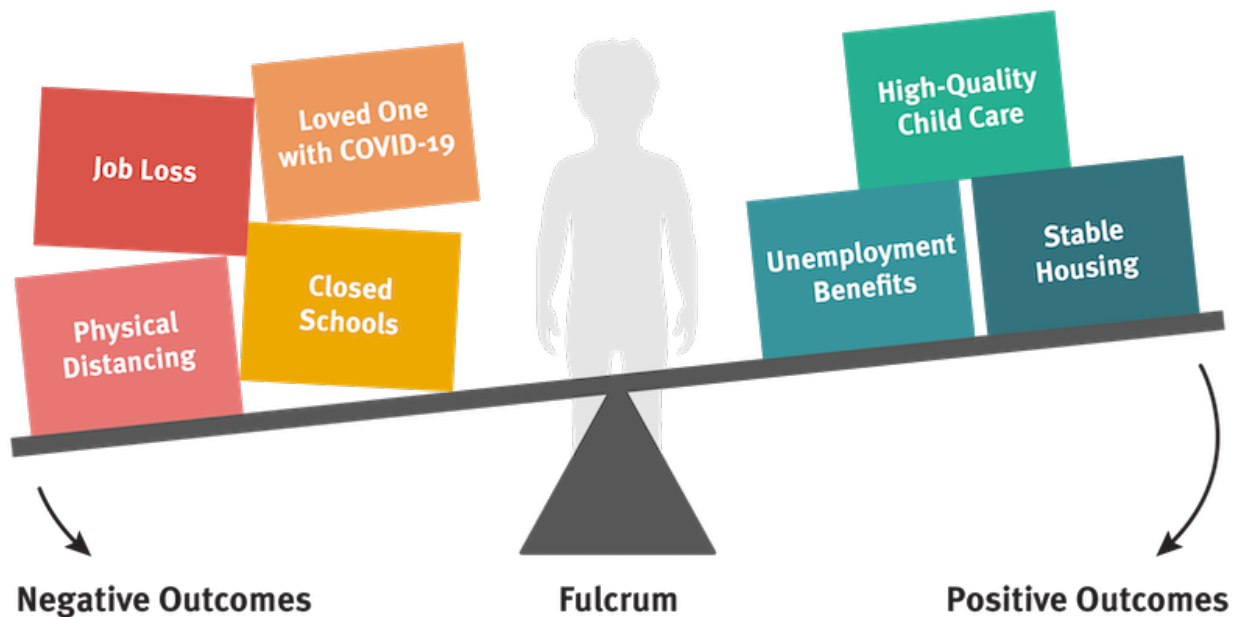 Job Loss
Loved One
with COVID-19
Physical
Distancing
Closed
Schools
High-Quality
Child Care
Unemployment
Benefits
Stable
Housing
Negative Outcomes
Fulcrum
Positive Outcomes